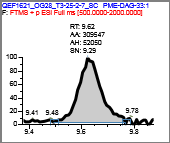 QEF1621_OG28_T3-25-2-7_SC PME-DAG-33:1
F: FTMS + p ESI Full ms [500.0000-2000.0000]
RT: 9.62
AA: 309547
AH: 52050
SN: 9.29
100
80
60
40
20
0
9.41 9.48 9.78
9.4 9.6 9.8